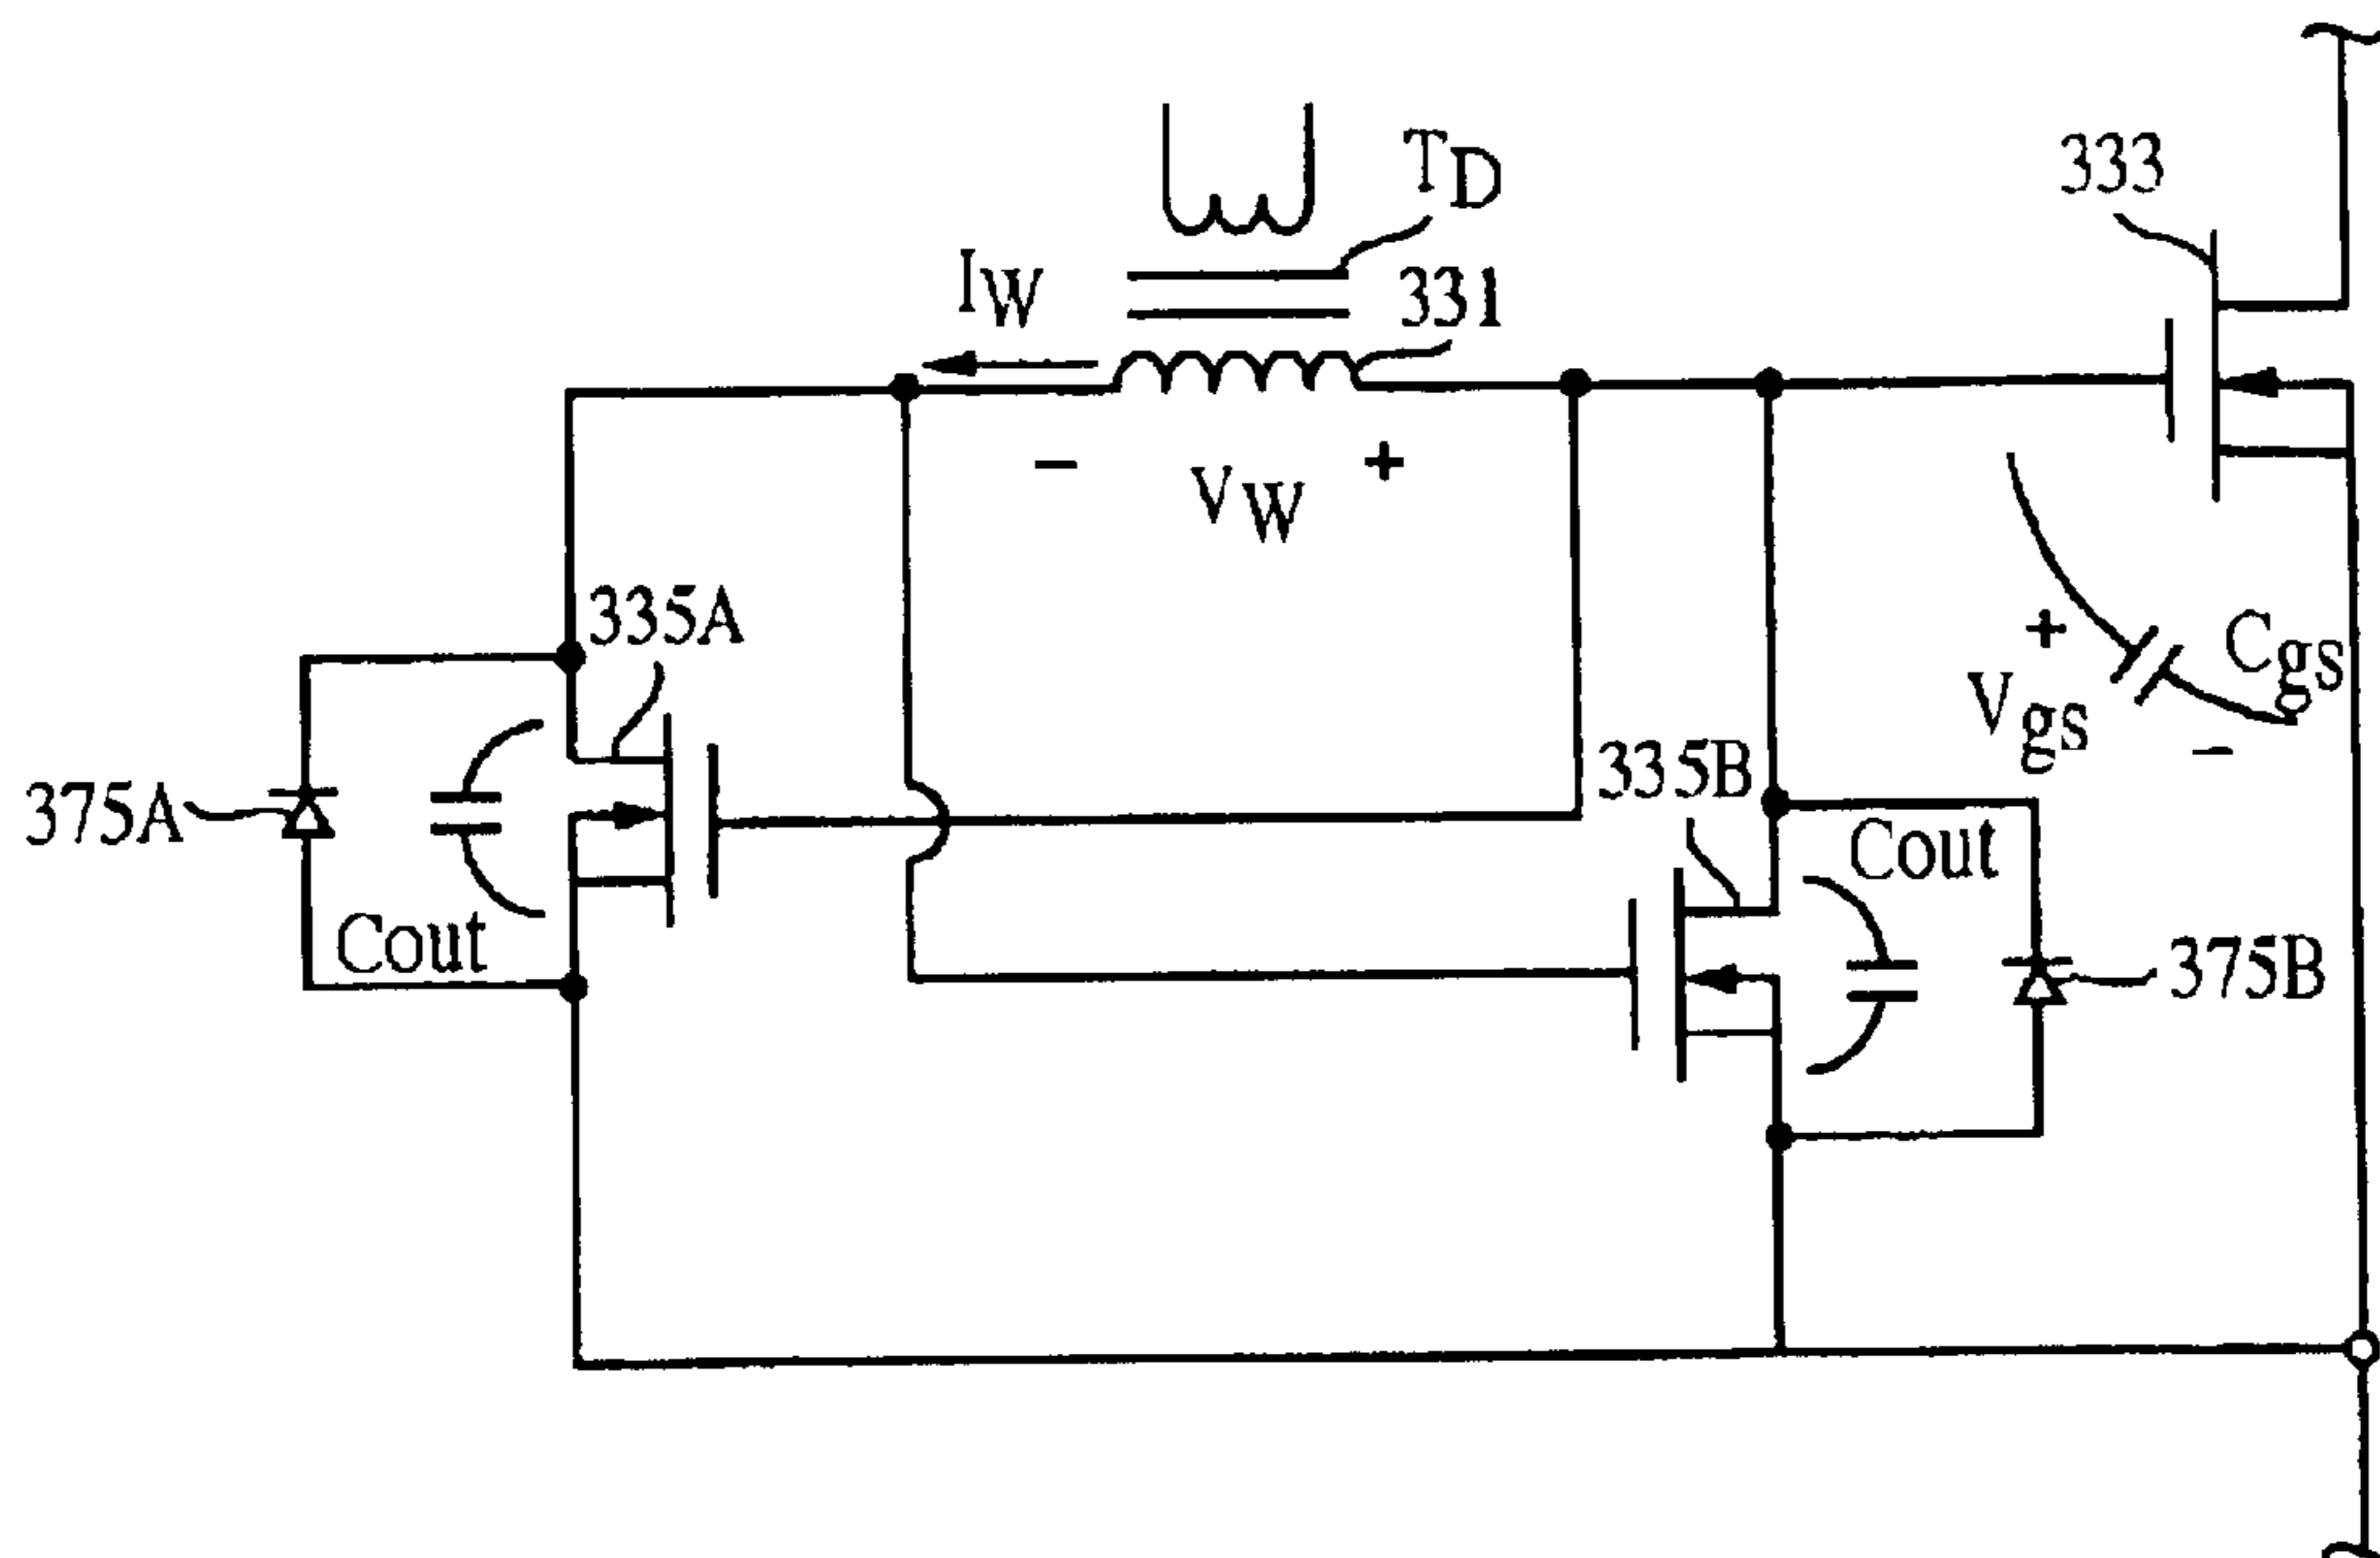 TD
333
IW
331
− VW +
335A
+
Cgs
Vgs
−
335B
375A
Cout
Cout
375B